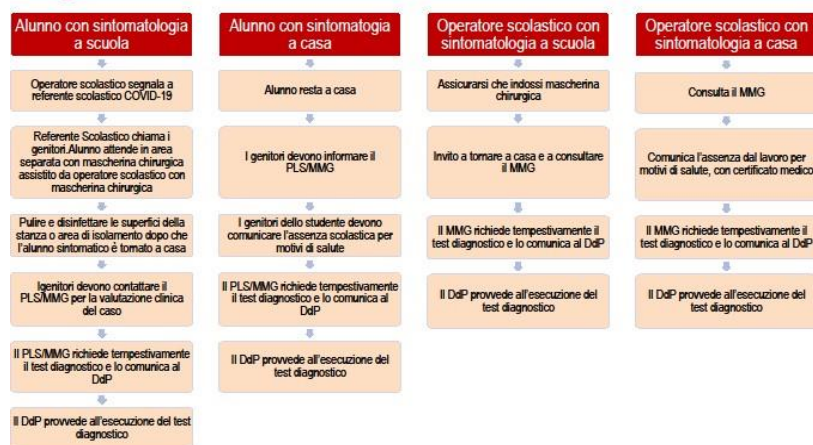 Alunno con sintomatologia
a scuola
Operatore scolastico segnala a
referente scolastico COVID-19
Referente Scolastico chiama i
genitori.Alunno attende in area
separata con mascherina chirurgica
assistito da operatore scolastico con
mascherina chirurgica
Pulire e disinfettare le superfici della
stanza o area di isolamento dopo che
l'alunno sintomatico è tornato a casa
Igenitori devono contattare il
PLS/MMG per la valutazione clinica
del caso
Il PLS/MMG richiede tempestivamente
il test diagnostico e lo comunica al
DdP
Il DdP provvede all'esecuzione del test
diagnostico
Alunno con sintomatogia
a casa
Alunno resta a casa
I genitori devono informare il
PLS/MMG
I genitori dello studente devono
comunicare l'assenza scolastica per
motivi di salute
Il PLS/MMG richiede tempestivamente
il test diagnostico e lo comunica al
DdP
Il DdP provvede all'esecuzione del
test diagnostico
Operatore scolastico con
sintomatologia a scuola
Assicurarsi che indossi mascherina
chirurgica
Invito a tornare a casa e a consultare
il MMG
Il MMG richiede tempestivamente il
test diagnostico e lo comunica al DdP
Il DdP provvede all'esecuzione del
test diagnostico
Operatore scolastico con
sintomatologia a casa
Consulta il MMG
Comunica l'assenza dal lavoro per
motivi di salute, con certificato medico
Il MMG richiede tempestivamente il
test diagnostico e lo comunica al DdP
Il DdP provvede all'esecuzione del
test diagnostico